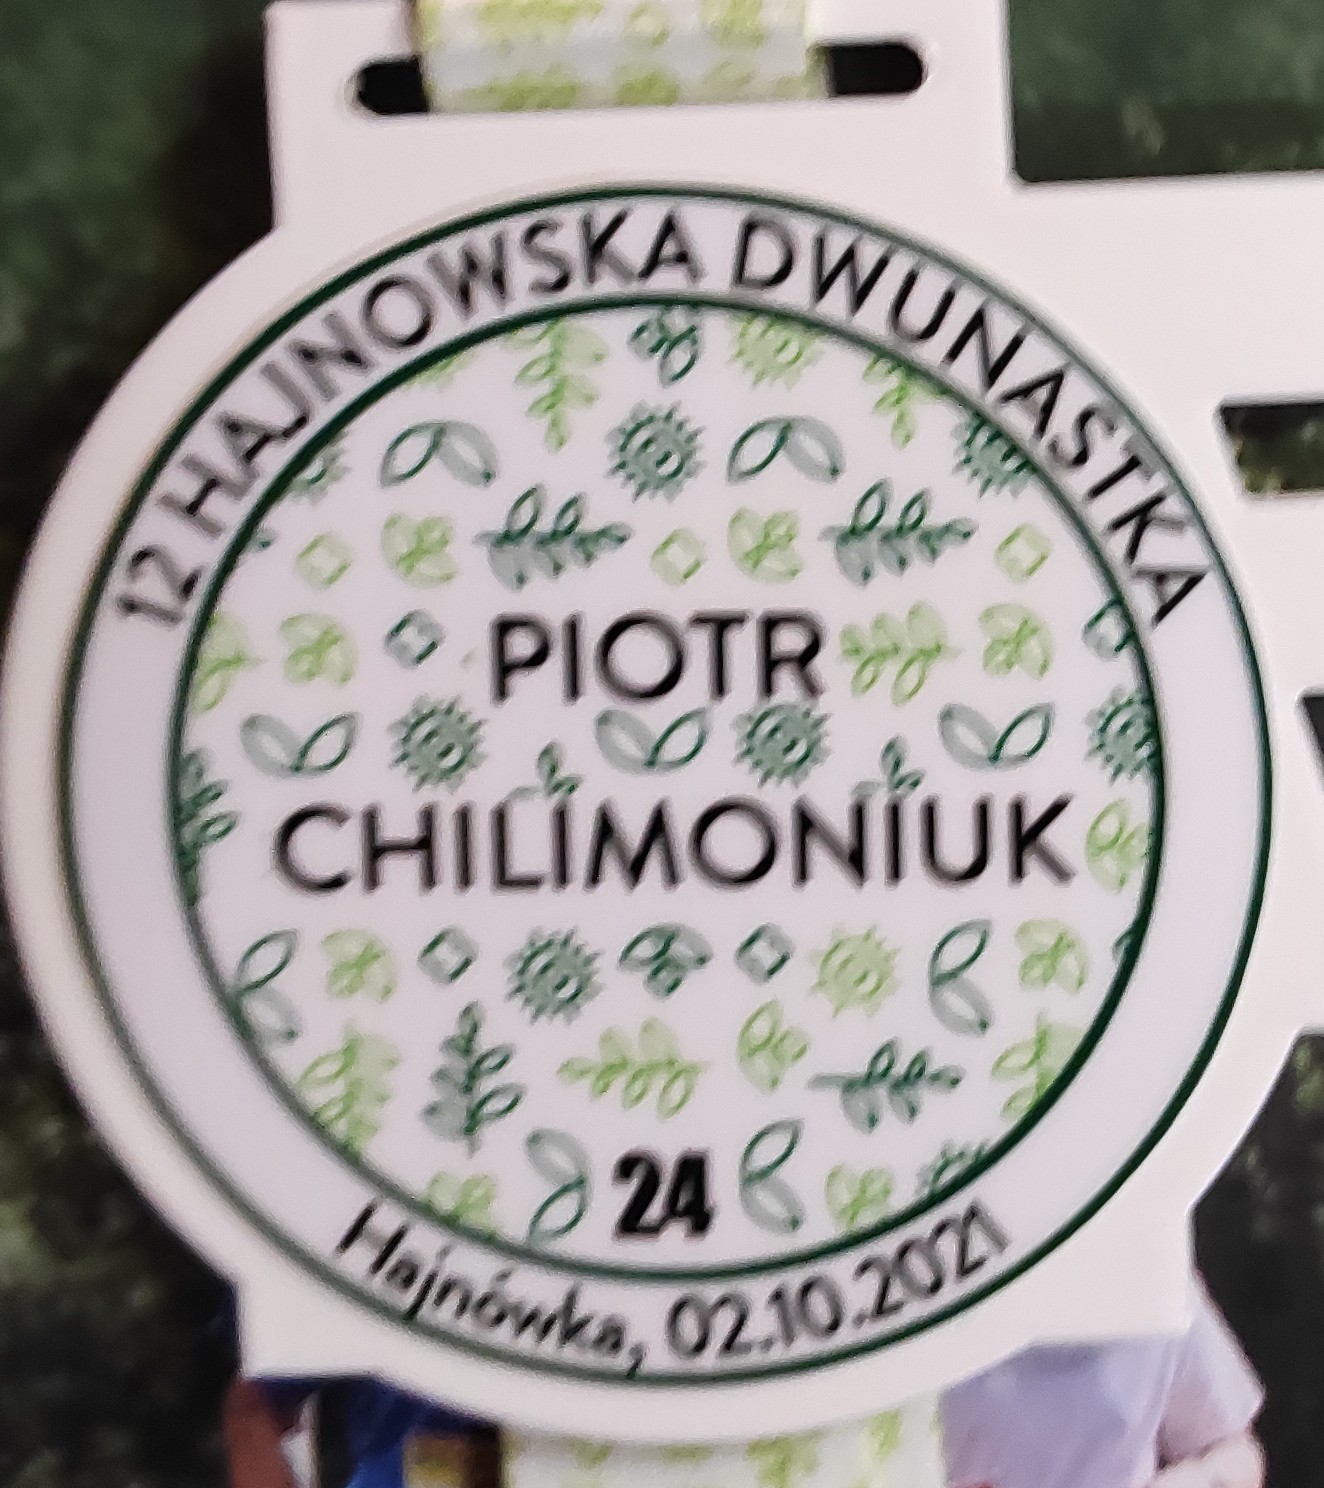 12 HAJNOWSKA DWUNASTKA
PIOTR
CHILIMONIUK
24
Hajnówka, 02.10.2021